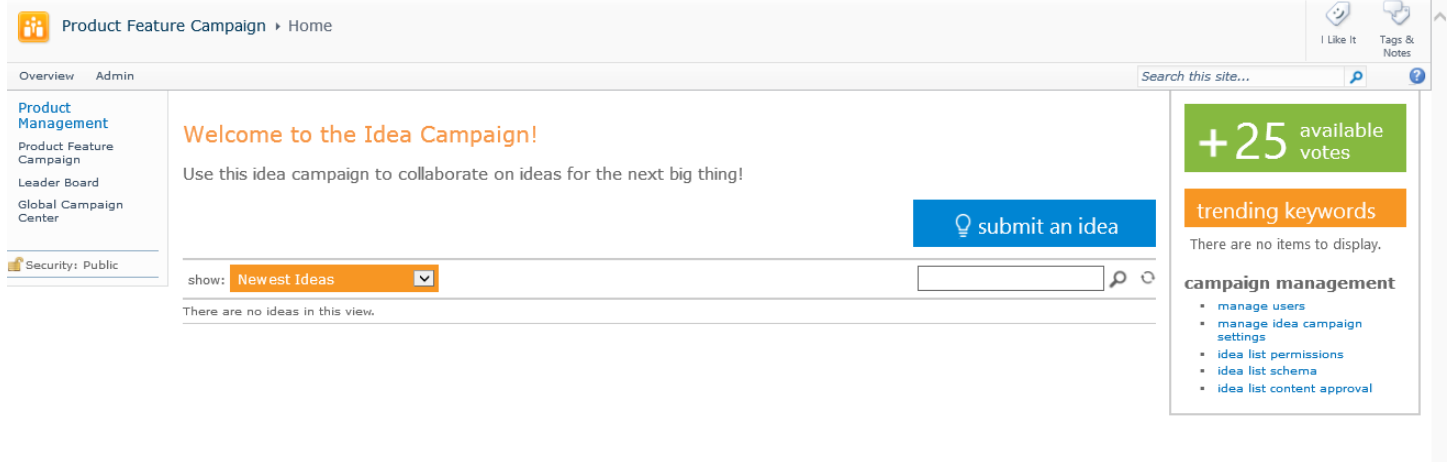 Product Feature Campaign ▸ Home
I Like It
Tags &
Notes
Overview Admin
Search this site...
Product
Management
Product Feature
Campaign
Leader Board
Global Campaign
Center
Security: Public
Welcome to the Idea Campaign!
Use this idea campaign to collaborate on ideas for the next big thing!
submit an idea
show: Newest Ideas
There are no ideas in this view.
+25 available
votes
trending keywords
There are no items to display.
campaign management
▪ manage users
▪ manage idea campaign
settings
▪ idea list permissions
▪ idea list schema
▪ idea list content approval